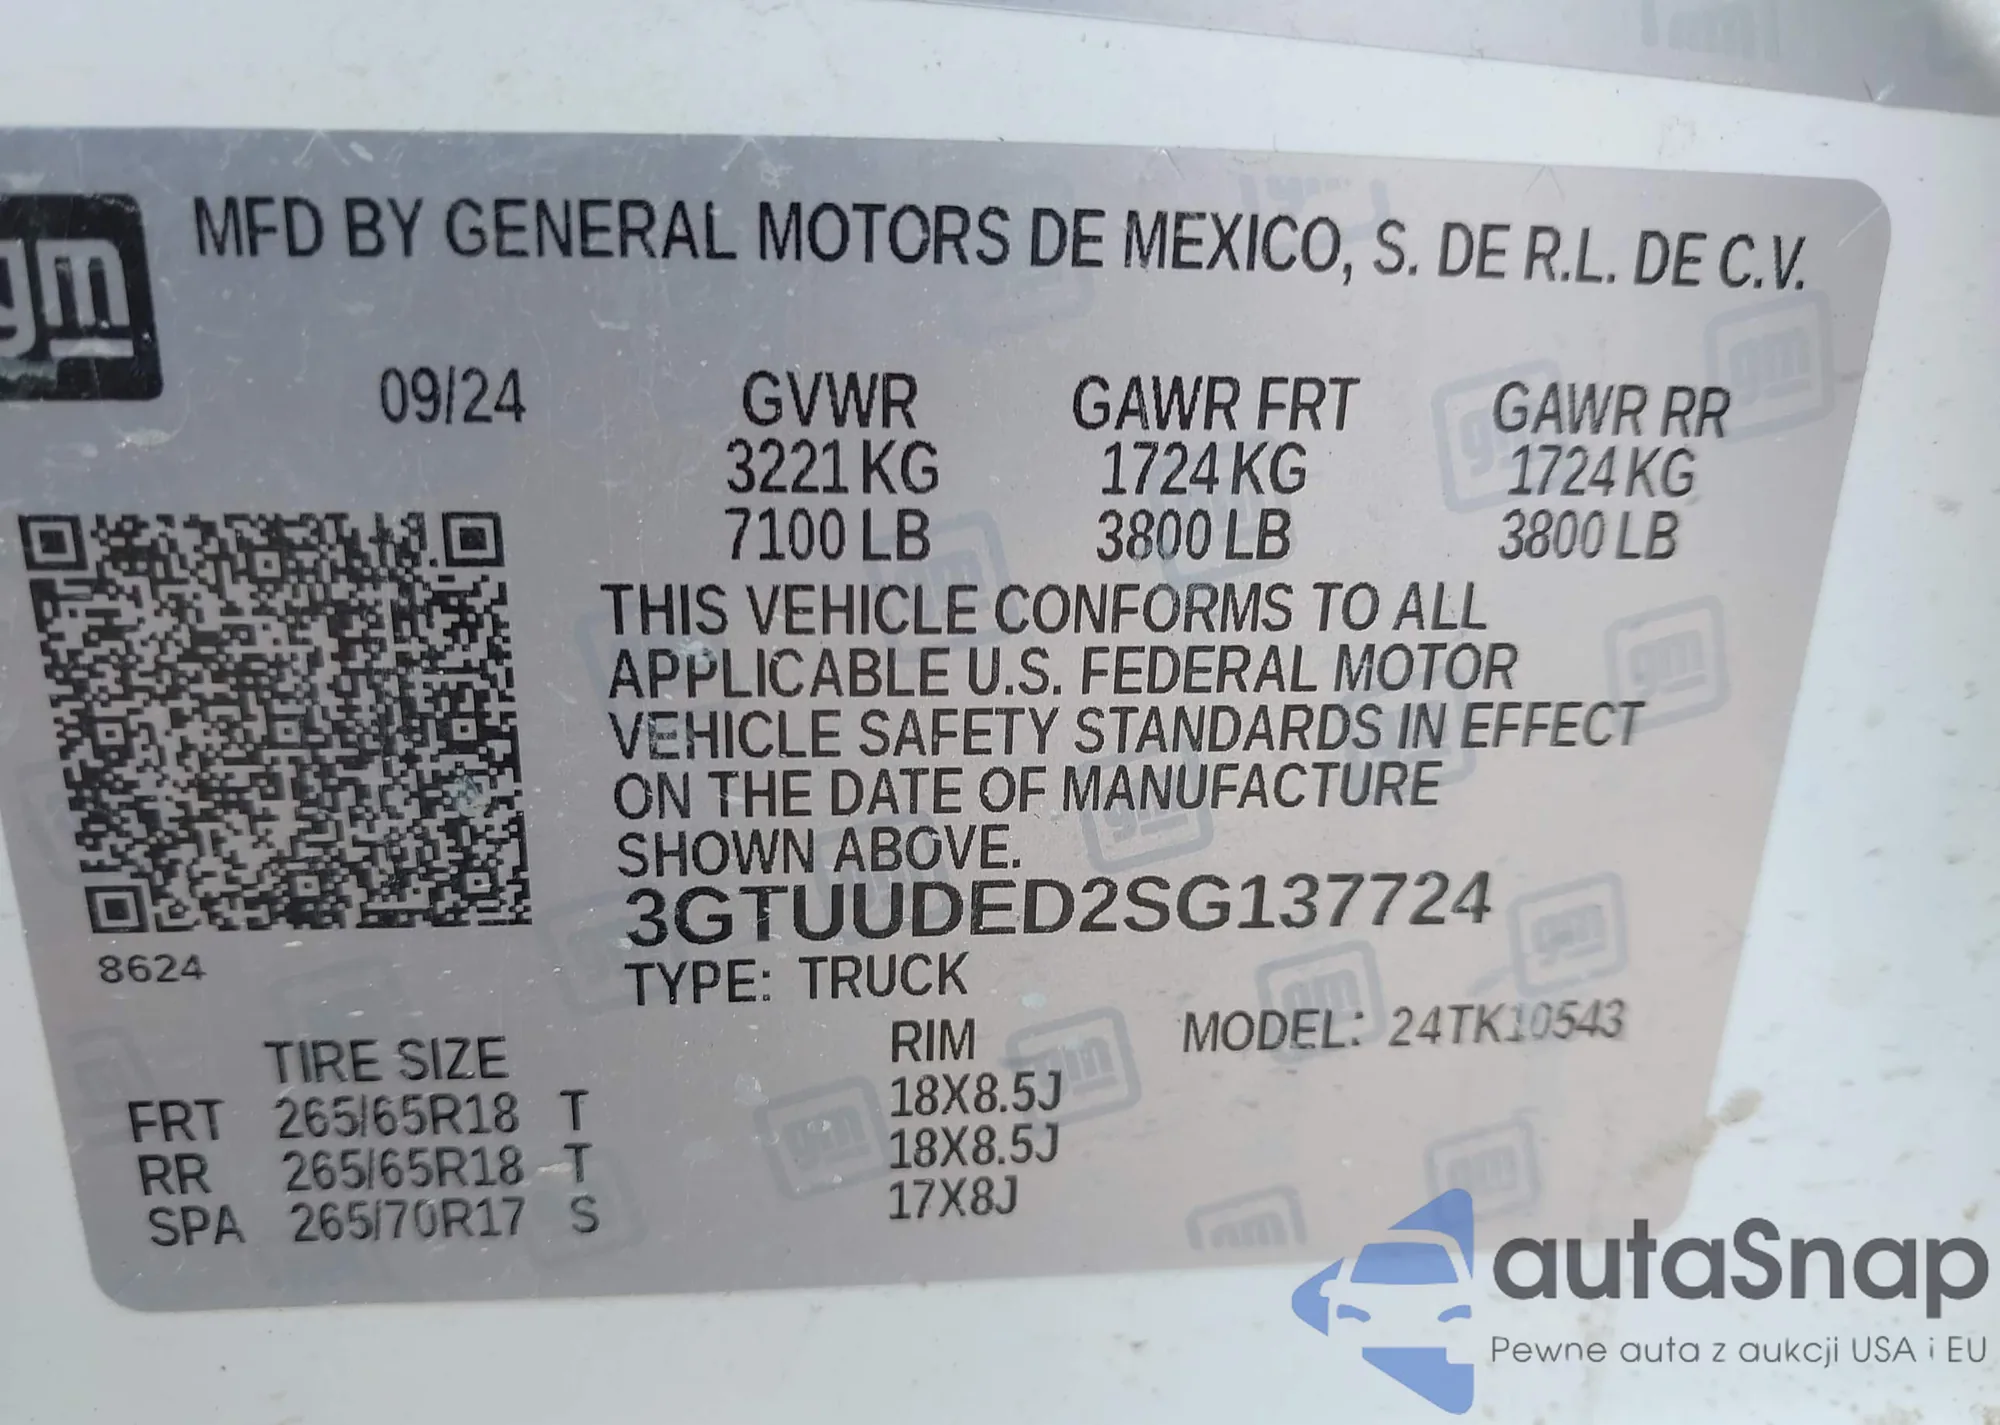 gm
MFD BY GENERAL MOTORS DE MEXICO, S. DE R.L. DE C.V.
09/24 GVWR GAWR FRT GAWR RR
3221 KG 1724 KG 1724 KG
7100 LB 3800 LB 3800 LB
THIS VEHICLE CONFORMS TO ALL
APPLICABLE U.S. FEDERAL MOTOR
VEHICLE SAFETY STANDARDS IN EFFECT
ON THE DATE OF MANUFACTURE
SHOWN ABOVE.
3GTUUDED2SG137724
8624
TYPE: TRUCK
TIRE SIZE RIM MODEL: 24TK10543
FRT 265/65R18 T 18X8.5J
RR 265/65R18 T 18X8.5J
SPA 265/70R17 S 17X8J
autaSnap
Pewne auta z aukcji USA i EU